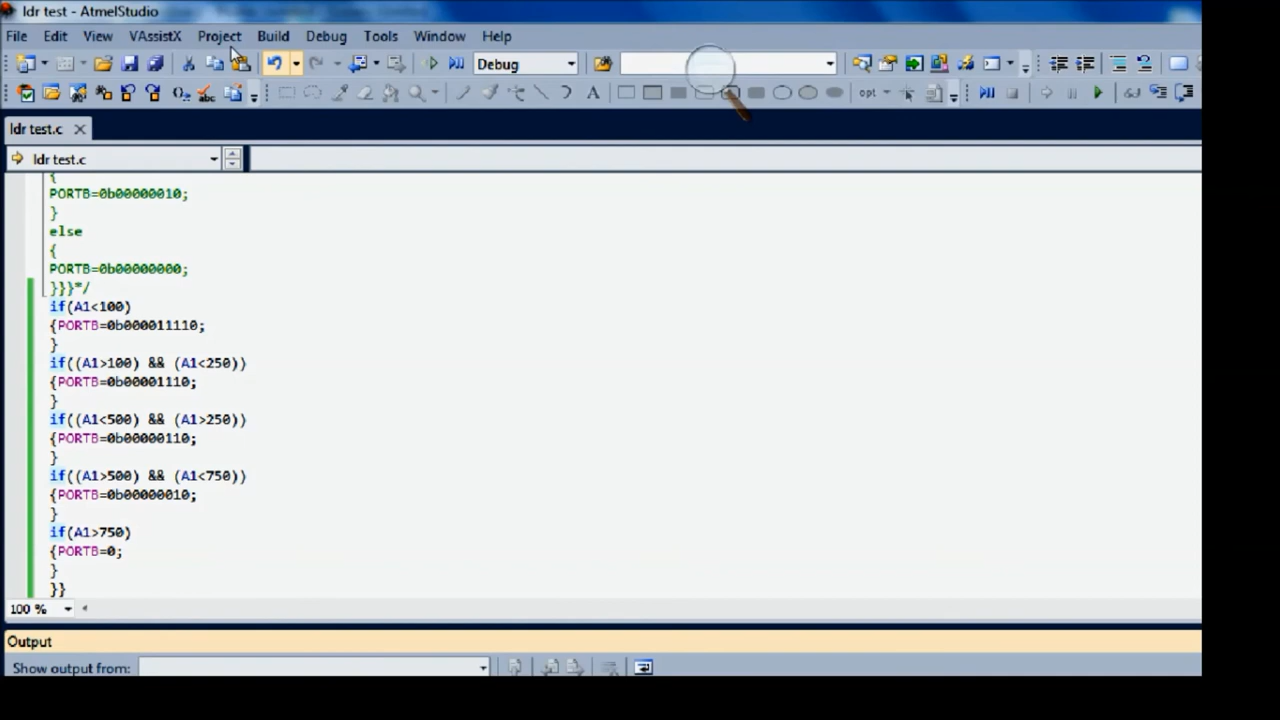 ldr test - AtmelStudio
File Edit View VAssistX Project Build Debug Tools Window Help
Debug
opt
ldr test.c
ldr test.c
{
PORTB=0b00000010;
}
else
{
PORTB=0b00000000;
}}}*/
if(A1<100)
{PORTB=0b000011110;
}
if((A1>100) && (A1<250))
{PORTB=0b00001110;
}
if((A1<500) && (A1>250))
{PORTB=0b00000110;
}
if((A1>500) && (A1<750))
{PORTB=0b00000010;
}
if(A1>750)
{PORTB=0;
}
}}
100 %
Output
Show output from: